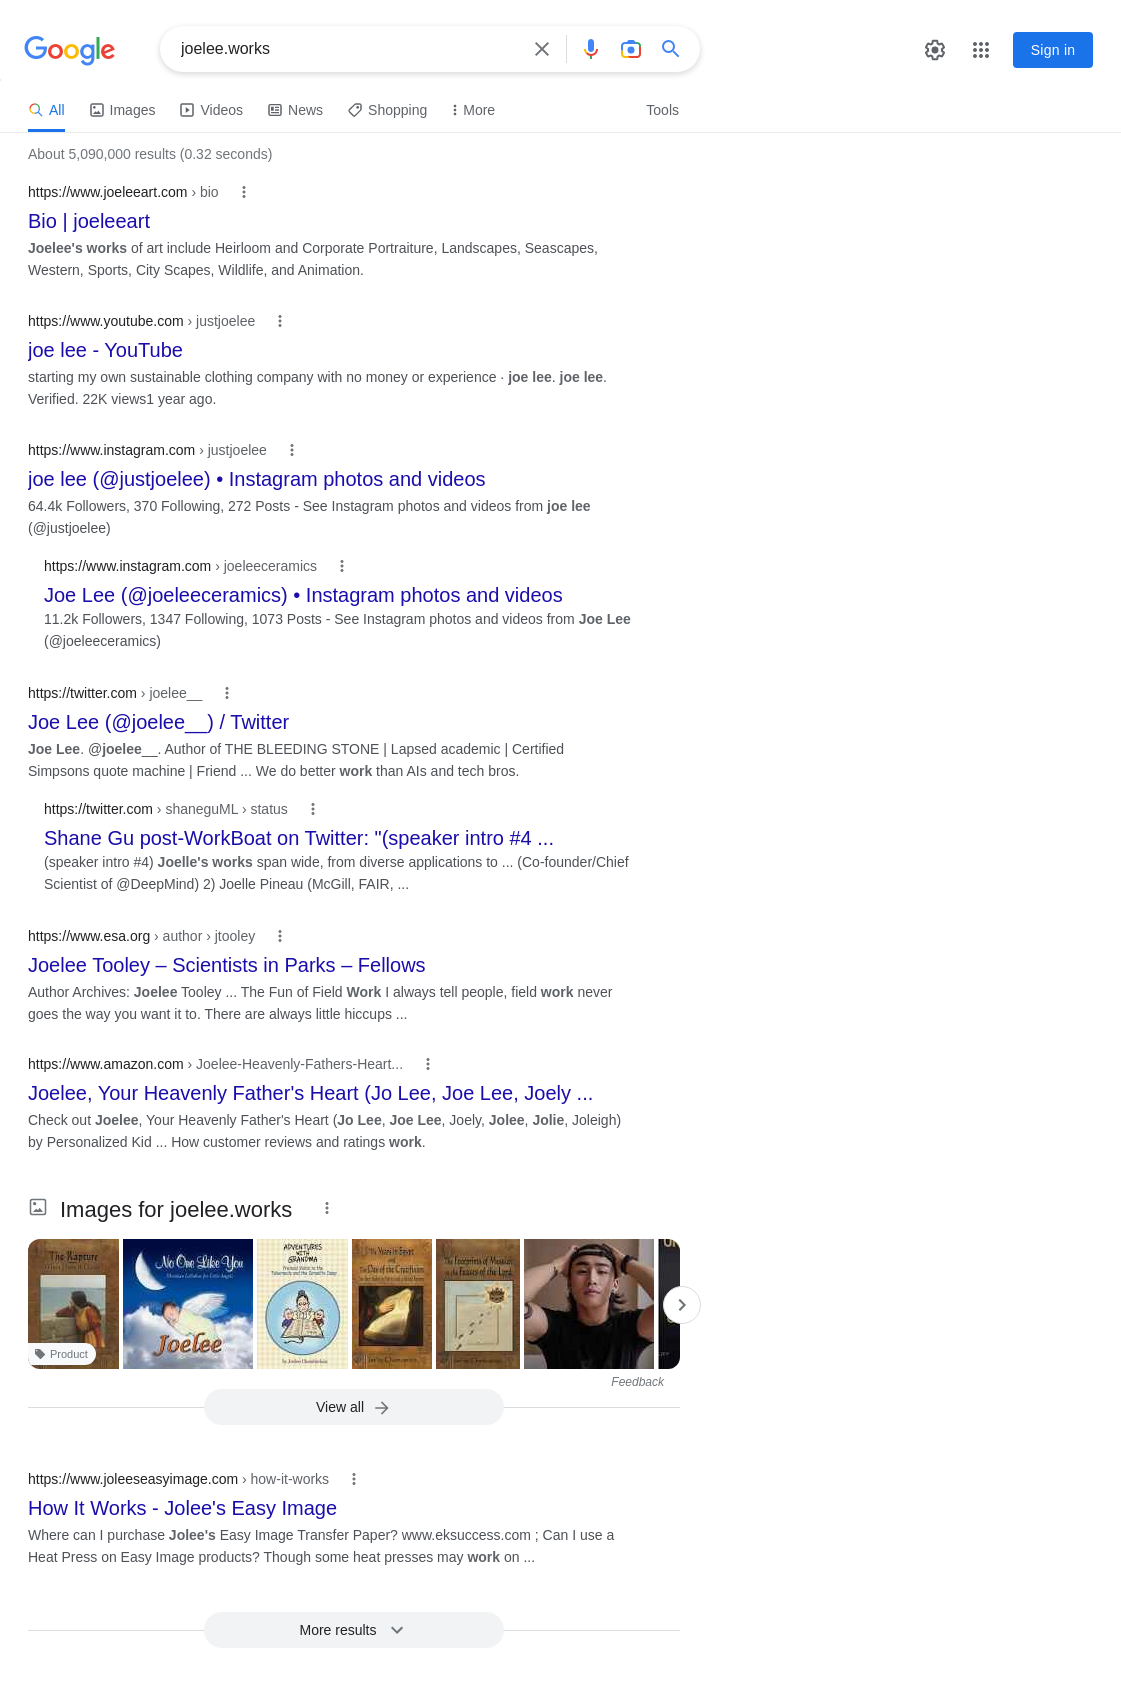 Google
joelee.works
Sign in
All
Images
Videos
News
Shopping
More
Tools
About 5,090,000 results (0.32 seconds)
https://www.joeleeart.com › bio
Bio | joeleeart
Joelee's works of art include Heirloom and Corporate Portraiture, Landscapes, Seascapes,
Western, Sports, City Scapes, Wildlife, and Animation.
https://www.youtube.com › justjoelee
joe lee - YouTube
starting my own sustainable clothing company with no money or experience · joe lee. joe lee.
Verified. 22K views1 year ago.
https://www.instagram.com › justjoelee
joe lee (@justjoelee) • Instagram photos and videos
64.4k Followers, 370 Following, 272 Posts - See Instagram photos and videos from joe lee
(@justjoelee)
https://www.instagram.com › joeleeceramics
Joe Lee (@joeleeceramics) • Instagram photos and videos
11.2k Followers, 1347 Following, 1073 Posts - See Instagram photos and videos from Joe Lee
(@joeleeceramics)
https://twitter.com › joelee__
Joe Lee (@joelee__) / Twitter
Joe Lee. @joelee__. Author of THE BLEEDING STONE | Lapsed academic | Certified
Simpsons quote machine | Friend ... We do better work than AIs and tech bros.
https://twitter.com › shaneguML › status
Shane Gu post-WorkBoat on Twitter: "(speaker intro #4 ...
(speaker intro #4) Joelle's works span wide, from diverse applications to ... (Co-founder/Chief
Scientist of @DeepMind) 2) Joelle Pineau (McGill, FAIR, ...
https://www.esa.org › author › jtooley
Joelee Tooley – Scientists in Parks – Fellows
Author Archives: Joelee Tooley ... The Fun of Field Work I always tell people, field work never
goes the way you want it to. There are always little hiccups ...
https://www.amazon.com › Joelee-Heavenly-Fathers-Heart...
Joelee, Your Heavenly Father's Heart (Jo Lee, Joe Lee, Joely ...
Check out Joelee, Your Heavenly Father's Heart (Jo Lee, Joe Lee, Joely, Jolee, Jolie, Joleigh)
by Personalized Kid ... How customer reviews and ratings work.
Images for joelee.works
The Rapture
Product
No One Like You
Joelee
ADVENTURES
WITH
GRANDMA
The Years in Egypt
The Footprints of Messiah
Feedback
View all
https://www.joleeseasyimage.com › how-it-works
How It Works - Jolee's Easy Image
Where can I purchase Jolee's Easy Image Transfer Paper? www.eksuccess.com ; Can I use a
Heat Press on Easy Image products? Though some heat presses may work on ...
More results